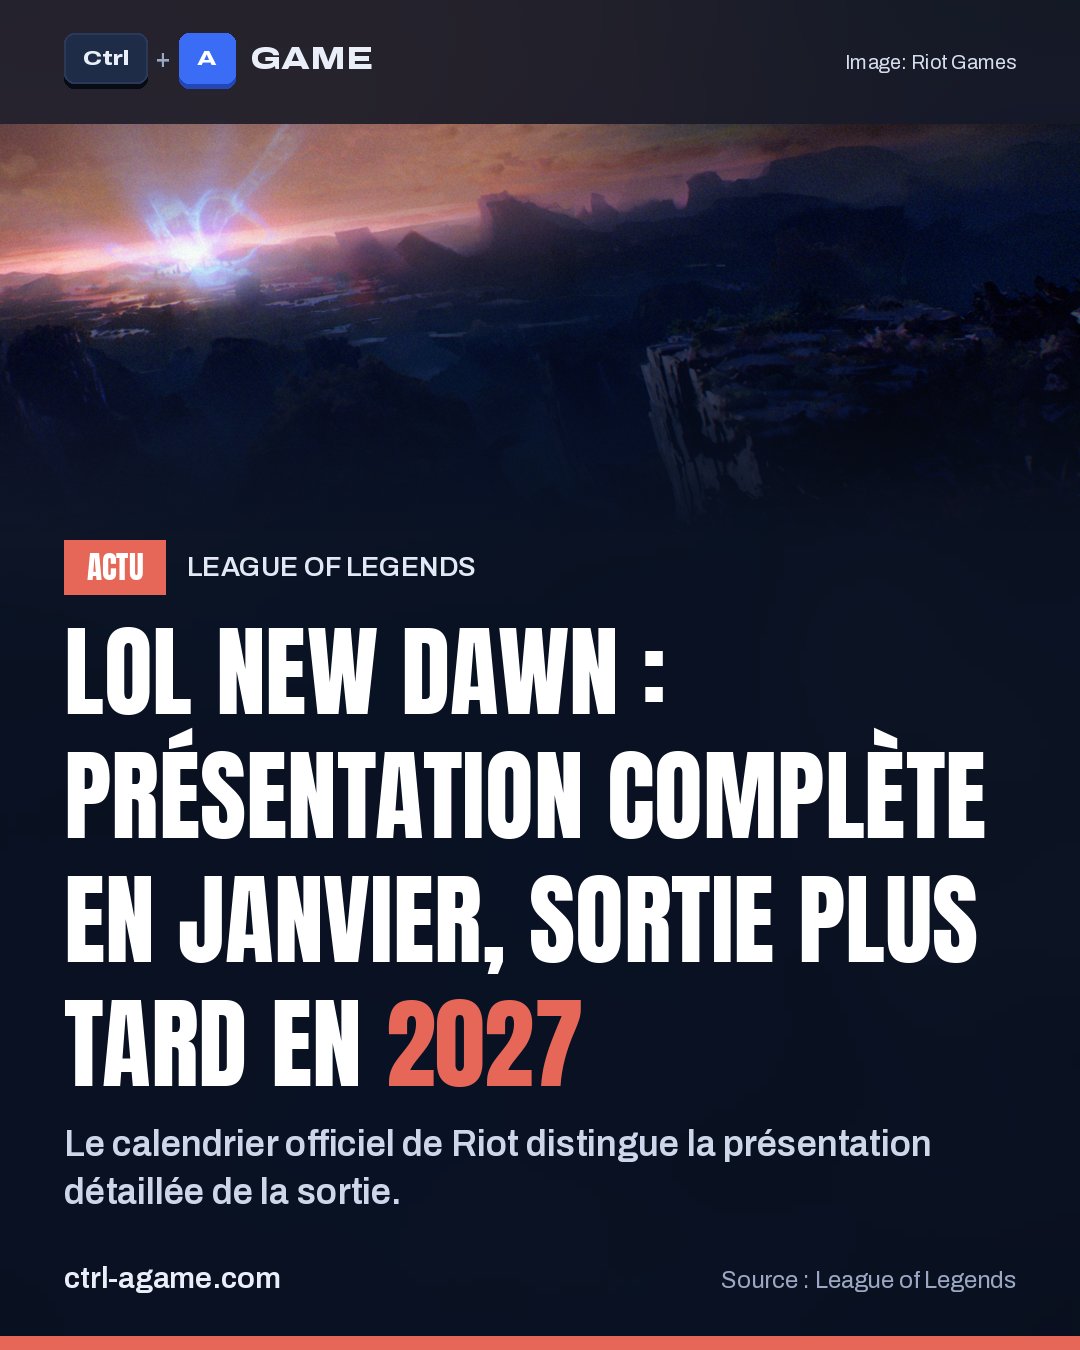 Ctrl + A GAME
Image: Riot Games
ACTU LEAGUE OF LEGENDS
LOL NEW DAWN :
PRÉSENTATION COMPLÈTE
EN JANVIER, SORTIE PLUS
TARD EN 2027
Le calendrier officiel de Riot distingue la présentation
détaillée de la sortie.
ctrl-agame.com
Source : League of Legends